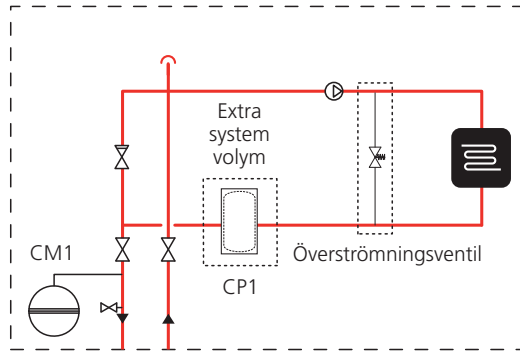 Extra
system
volym
CM1
Överströmningsventil
CP1